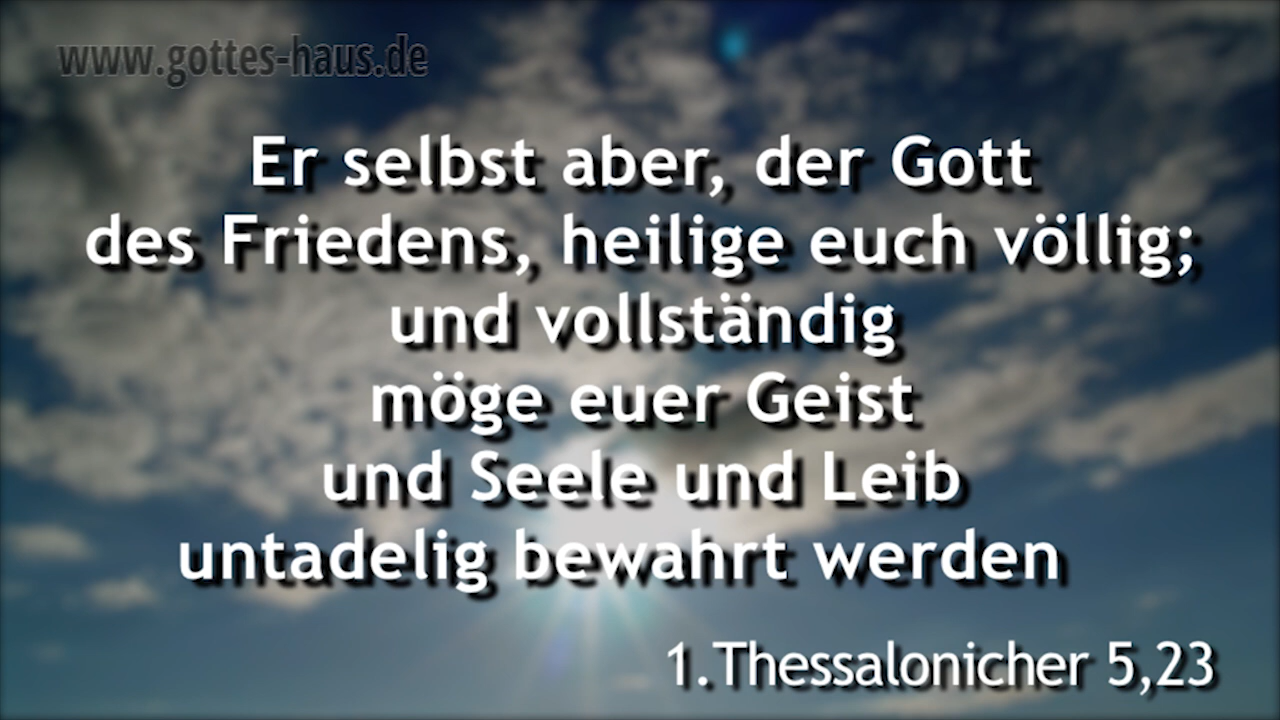 www.gottes-haus.de
Er selbst aber, der Gott
des Friedens, heilige euch völlig;
und vollständig
möge euer Geist
und Seele und Leib
untadelig bewahrt werden
1.Thessalonicher 5,23